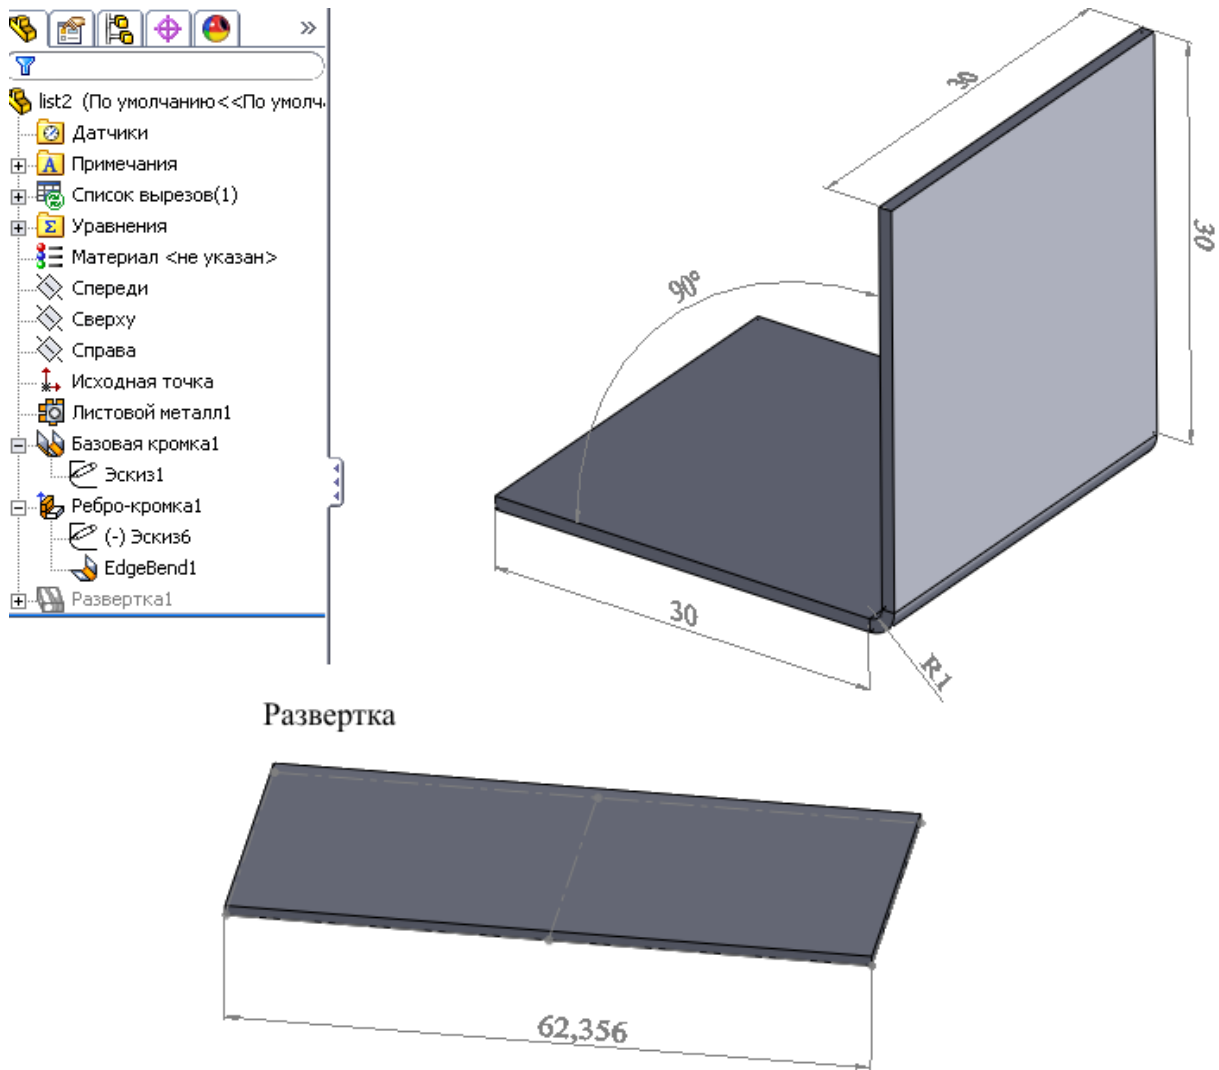 »
list2 (По умолчанию<<По умолч
Датчики
Примечания
Список вырезов(1)
Уравнения
Материал <не указан>
Спереди
Сверху
Справа
Исходная точка
Листовой металл1
Базовая кромка1
Эскиз1
Ребро-кромка1
(-) Эскиз6
EdgeBend1
Развертка1
30
30
90°
30
R1
Развертка
62,356